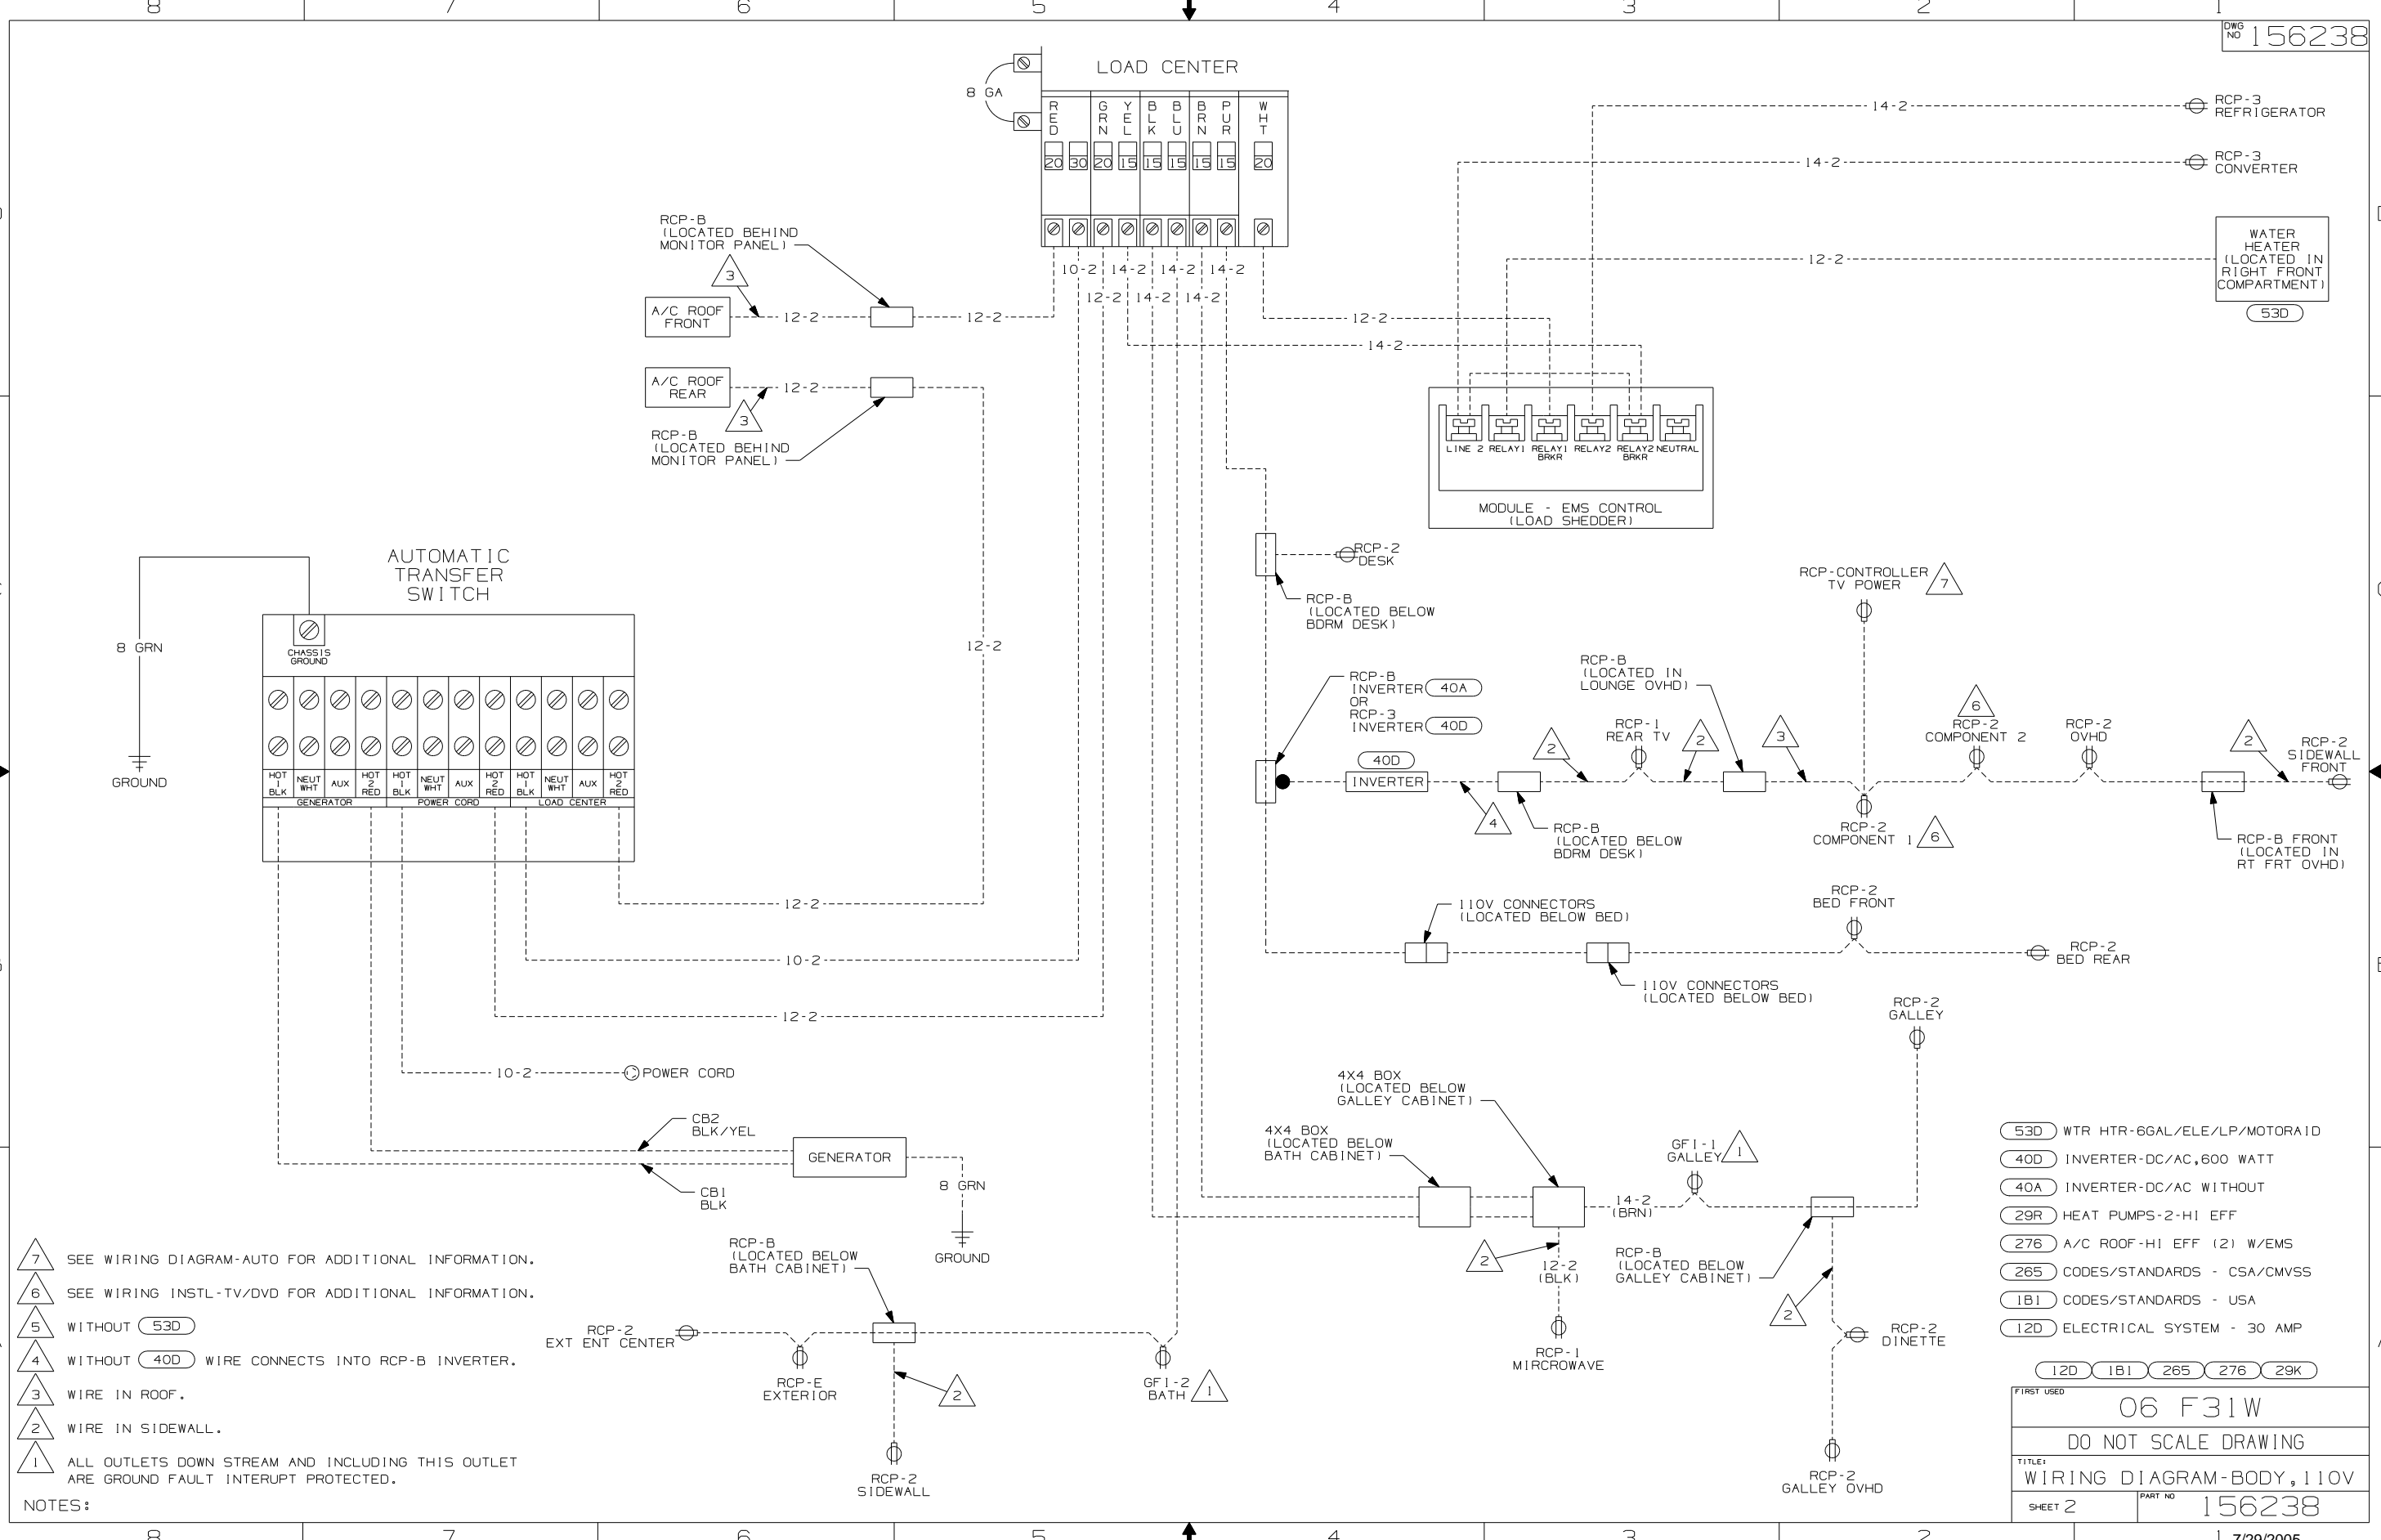 8 7 6 5 4 3 2 1
DWG
NO 156238
LOAD CENTER
8 GA
RED GRN YEL BLK BLU BRN PUR WHT
20 30 20 15 15 15 15 15 20
14-2
RCP-3
REFRIGERATOR
14-2
RCP-3
CONVERTER
WATER
HEATER
(LOCATED IN
RIGHT FRONT
COMPARTMENT)
53D
12-2
RCP-B
(LOCATED BEHIND
MONITOR PANEL)
3
A/C ROOF
FRONT
12-2
12-2
10-2 14-2 14-2 14-2
12-2 14-2 14-2
12-2
14-2
A/C ROOF
REAR
12-2
3
RCP-B
(LOCATED BEHIND
MONITOR PANEL)
LINE 2 RELAY1 RELAY1
BRKR RELAY2 RELAY2
BRKR NEUTRAL
MODULE - EMS CONTROL
(LOAD SHEDDER)
AUTOMATIC
TRANSFER
SWITCH
8 GRN
GROUND
CHASSIS
GROUND
HOT
1
BLK NEUT
WHT AUX HOT
2
RED HOT
1
BLK NEUT
WHT AUX HOT
2
RED HOT
1
BLK NEUT
WHT AUX HOT
2
RED
GENERATOR POWER CORD LOAD CENTER
12-2
12-2
10-2
12-2
10-2
POWER CORD
CB2
BLK/YEL
CB1
BLK
GENERATOR
8 GRN
GROUND
RCP-2
DESK
RCP-B
(LOCATED BELOW
BDRM DESK)
RCP-CONTROLLER
TV POWER
7
RCP-B
INVERTER 40A
OR
RCP-3
INVERTER 40D
40D
INVERTER
4
2
RCP-B
(LOCATED BELOW
BDRM DESK)
RCP-1
REAR TV
2
RCP-B
(LOCATED IN
LOUNGE OVHD)
3
RCP-2
COMPONENT 1
6
6
RCP-2
COMPONENT 2
RCP-2
OVHD
2
RCP-2
SIDEWALL
FRONT
RCP-B FRONT
(LOCATED IN
RT FRT OVHD)
110V CONNECTORS
(LOCATED BELOW BED)
110V CONNECTORS
(LOCATED BELOW BED)
RCP-2
BED FRONT
RCP-2
BED REAR
RCP-2
GALLEY
4X4 BOX
(LOCATED BELOW
GALLEY CABINET)
4X4 BOX
(LOCATED BELOW
BATH CABINET)
14-2
(BRN)
GFI-1
GALLEY
1
2
12-2
(BLK)
RCP-1
MIRCROWAVE
RCP-B
(LOCATED BELOW
GALLEY CABINET)
2
RCP-2
DINETTE
RCP-2
GALLEY OVHD
RCP-B
(LOCATED BELOW
BATH CABINET)
RCP-2
EXT ENT CENTER
RCP-E
EXTERIOR
2
RCP-2
SIDEWALL
GFI-2
BATH
1
7 SEE WIRING DIAGRAM-AUTO FOR ADDITIONAL INFORMATION.
6 SEE WIRING INSTL-TV/DVD FOR ADDITIONAL INFORMATION.
5 WITHOUT 53D
4 WITHOUT 40D WIRE CONNECTS INTO RCP-B INVERTER.
3 WIRE IN ROOF.
2 WIRE IN SIDEWALL.
1 ALL OUTLETS DOWN STREAM AND INCLUDING THIS OUTLET
ARE GROUND FAULT INTERUPT PROTECTED.
NOTES:
53D WTR HTR-6GAL/ELE/LP/MOTORAID
40D INVERTER-DC/AC,600 WATT
40A INVERTER-DC/AC WITHOUT
29R HEAT PUMPS-2-HI EFF
276 A/C ROOF-HI EFF (2) W/EMS
265 CODES/STANDARDS - CSA/CMVSS
1B1 CODES/STANDARDS - USA
12D ELECTRICAL SYSTEM - 30 AMP
12D 1B1 265 276 29K
FIRST USED
06 F31W
DO NOT SCALE DRAWING
TITLE:
WIRING DIAGRAM-BODY,110V
SHEET 2
PART NO 156238
8 7 6 5 4 3 2 1
7/29/2005